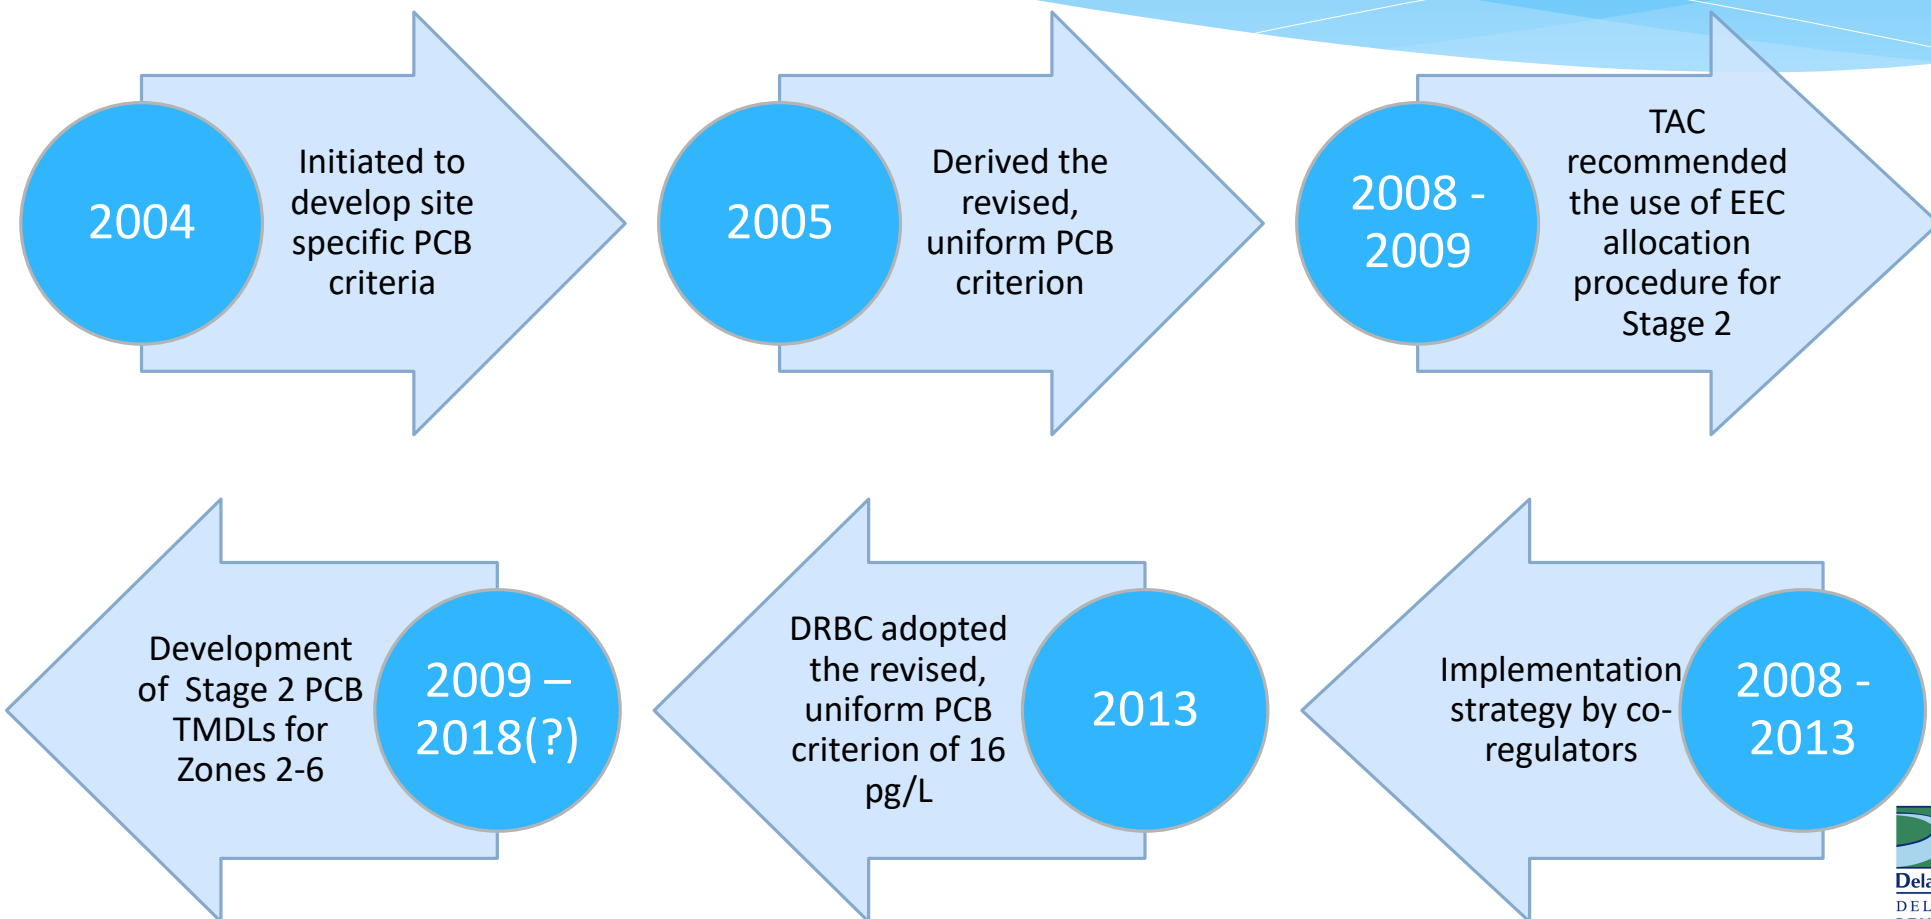 2004
Initiated to
develop site
specific PCB
criteria
2005
Derived the
revised,
uniform PCB
criterion
2008 -
2009
TAC
recommended
the use of EEC
allocation
procedure for
Stage 2
2008 -
2013
Implementation
strategy by co-
regulators
2013
DRBC adopted
the revised,
uniform PCB
criterion of 16
pg/L
2009 –
2018(?)
Development
of Stage 2 PCB
TMDLs for
Zones 2-6
Dela
DEL